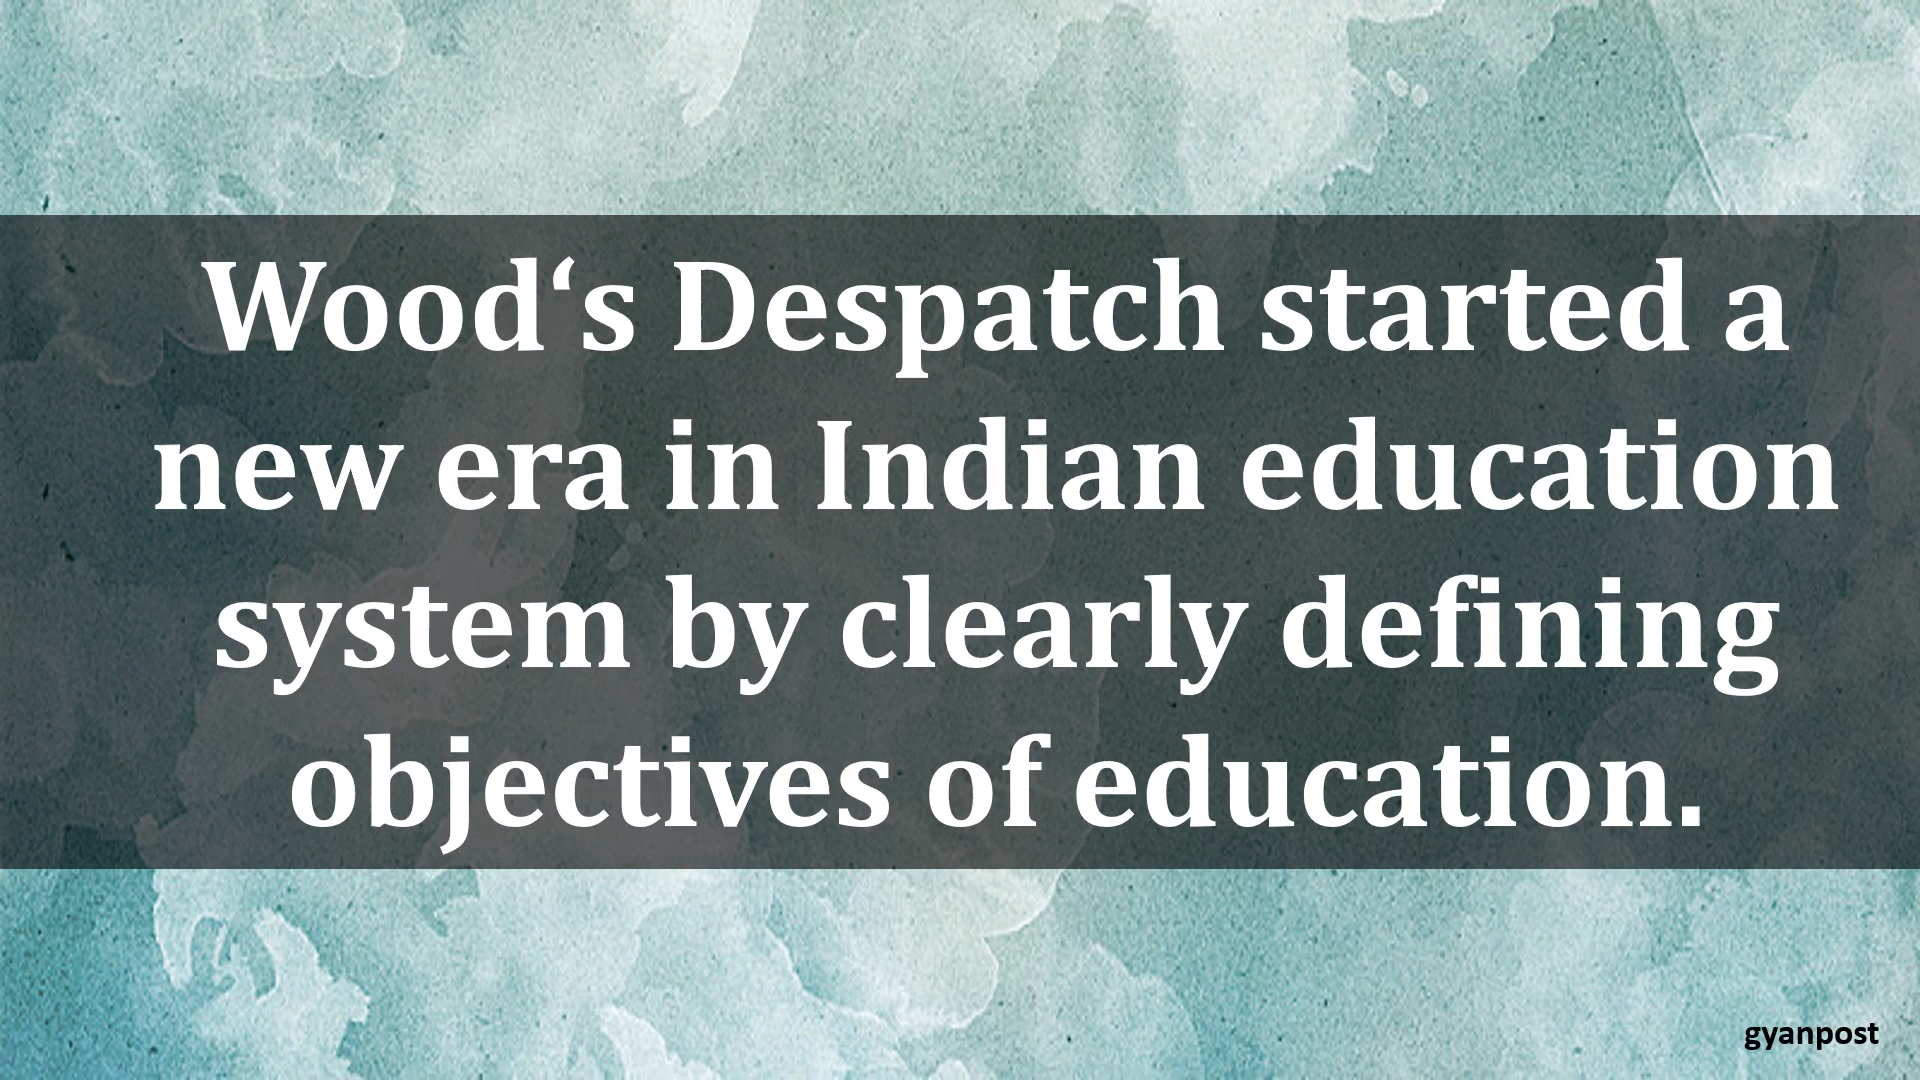 Wood‘s Despatch started a
new era in Indian education
system by clearly defining
objectives of education.
gyanpost